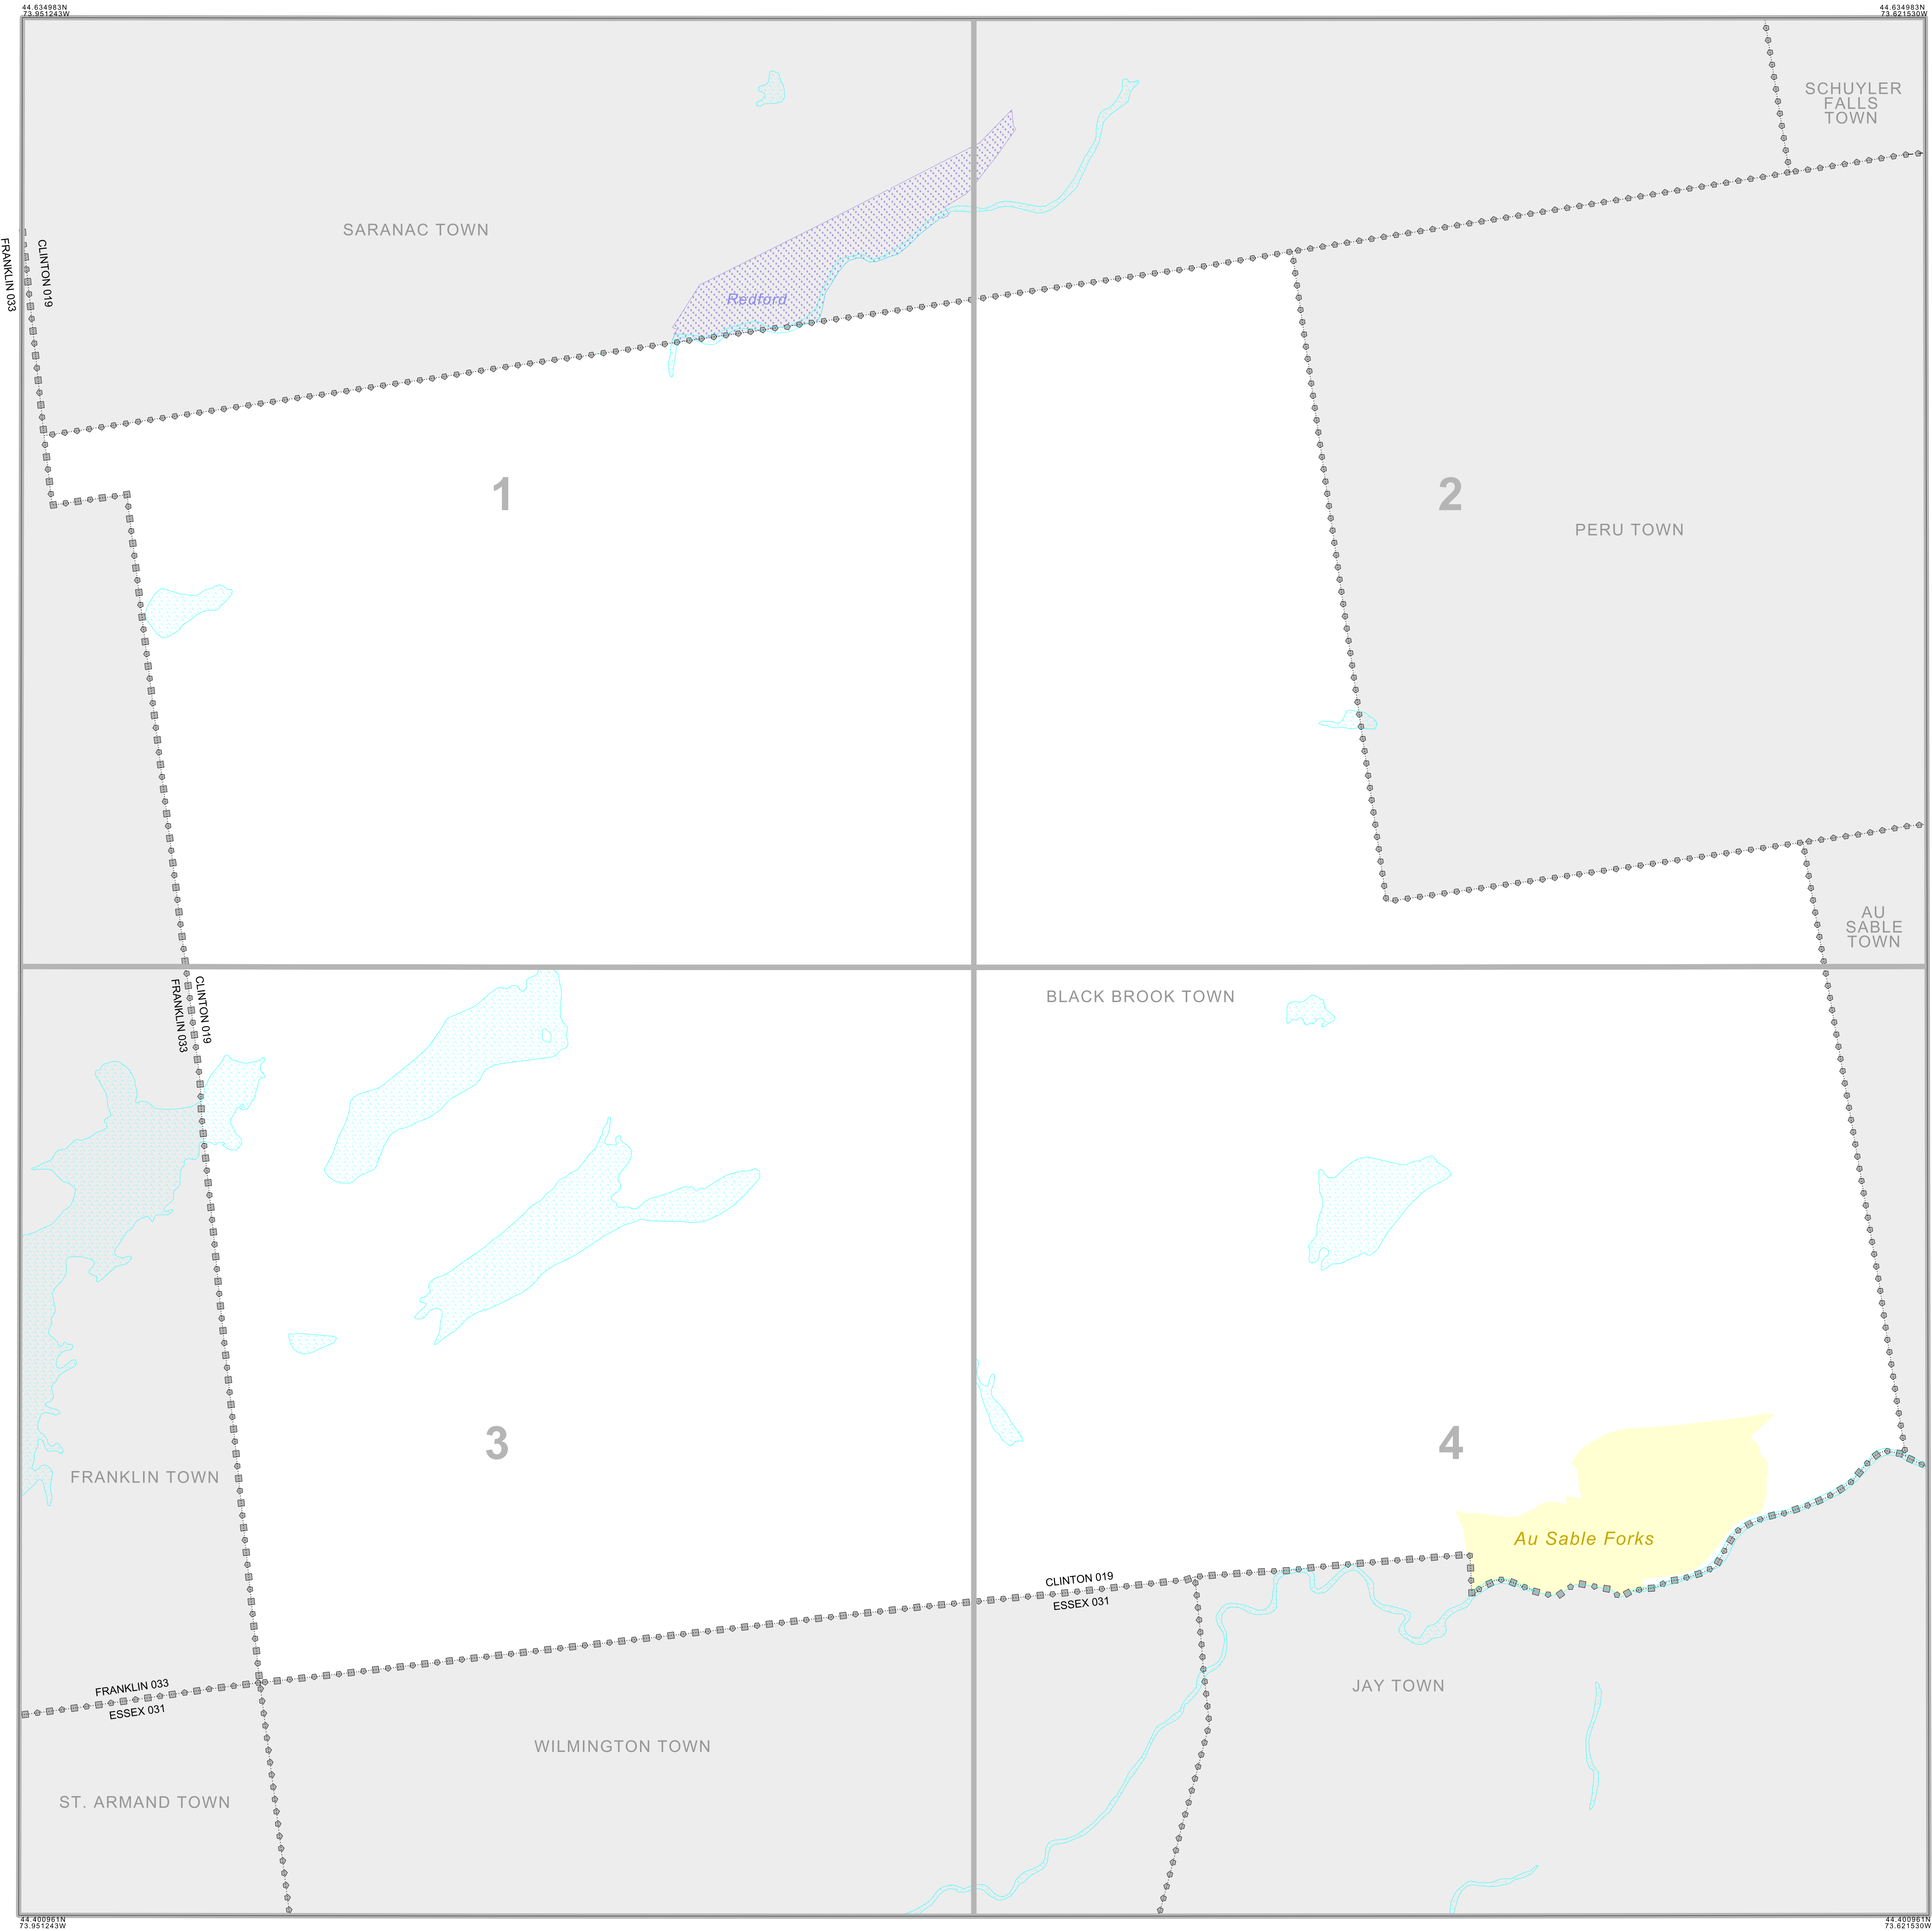 44.634983N
73.951243W
44.634983N
73.621530W
SCHUYLER
FALLS
TOWN
SARANAC TOWN
FRANKLIN 033
CLINTON 019
Redford
1
2
PERU TOWN
AU
SABLE
TOWN
CLINTON 019
FRANKLIN 033
BLACK BROOK TOWN
3
4
FRANKLIN TOWN
Au Sable Forks
CLINTON 019
ESSEX 031
FRANKLIN 033
ESSEX 031
JAY TOWN
WILMINGTON TOWN
ST. ARMAND TOWN
44.400961N
73.951243W
44.400961N
73.621530W